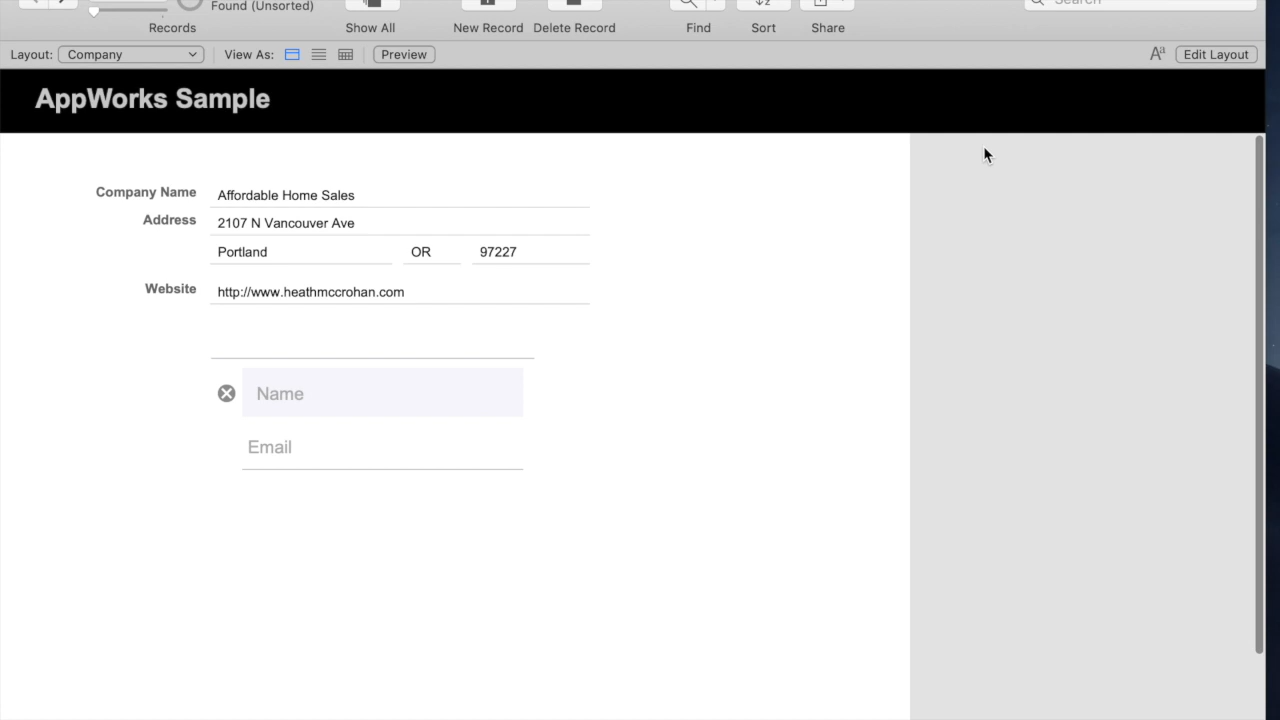 Found (Unsorted)
Search
Records Show All New Record Delete Record Find Sort Share
Layout: Company View As: Preview Aa Edit Layout
AppWorks Sample
Company Name Affordable Home Sales
Address 2107 N Vancouver Ave
Portland OR 97227
Website http://www.heathmccrohan.com
Name
Email